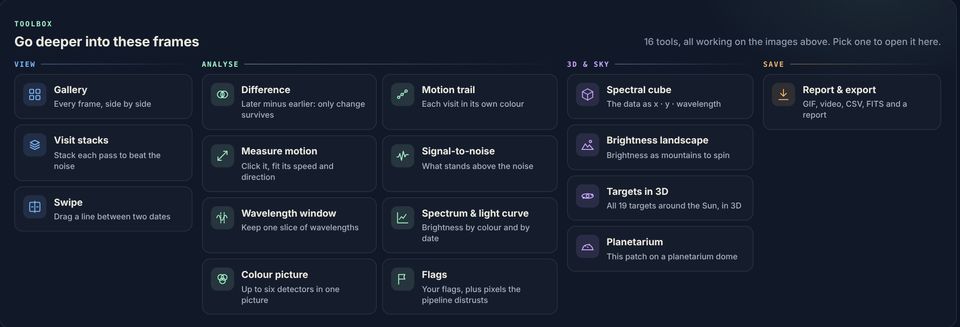 TOOLBOX
Go deeper into these frames
16 tools, all working on the images above. Pick one to open it here.
VIEW
Gallery
Every frame, side by side
Visit stacks
Stack each pass to beat the
noise
Swipe
Drag a line between two dates
ANALYSE
Difference
Later minus earlier: only change
survives
Motion trail
Each visit in its own colour
Measure motion
Click it, fit its speed and
direction
Signal-to-noise
What stands above the noise
Wavelength window
Keep one slice of wavelengths
Spectrum & light curve
Brightness by colour and by
date
Colour picture
Up to six detectors in one
picture
Flags
Your flags, plus pixels the
pipeline distrusts
3D & SKY
Spectral cube
The data as x · y · wavelength
Brightness landscape
Brightness as mountains to spin
Targets in 3D
All 19 targets around the Sun, in 3D
Planetarium
This patch on a planetarium dome
SAVE
Report & export
GIF, video, CSV, FITS and a
report